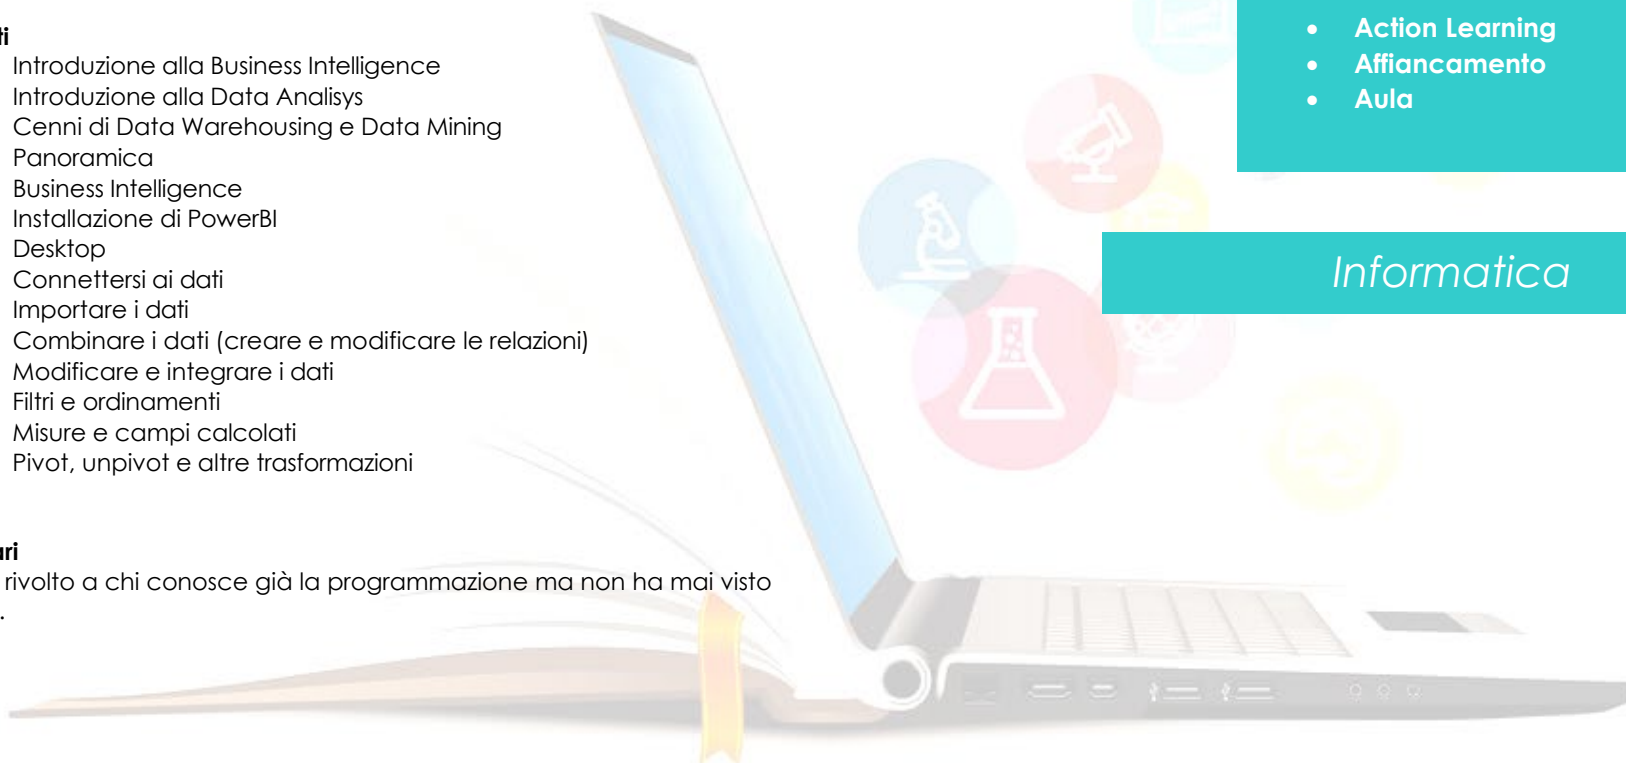 ti
Introduzione alla Business Intelligence
Introduzione alla Data Analisys
Cenni di Data Warehousing e Data Mining
Panoramica
Business Intelligence
Installazione di PowerBI
Desktop
Connettersi ai dati
Importare i dati
Combinare i dati (creare e modificare le relazioni)
Modificare e integrare i dati
Filtri e ordinamenti
Misure e campi calcolati
Pivot, unpivot e altre trasformazioni
ari
rivolto a chi conosce già la programmazione ma non ha mai visto
.
• Action Learning
• Affiancamento
• Aula
Informatica